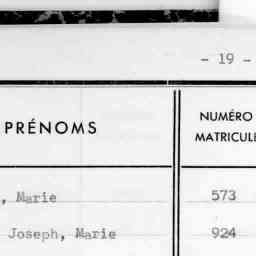 - 19 -
PRÉNOMS
NUMÉRO
MATRICULE
, Marie 573
Joseph, Marie 924